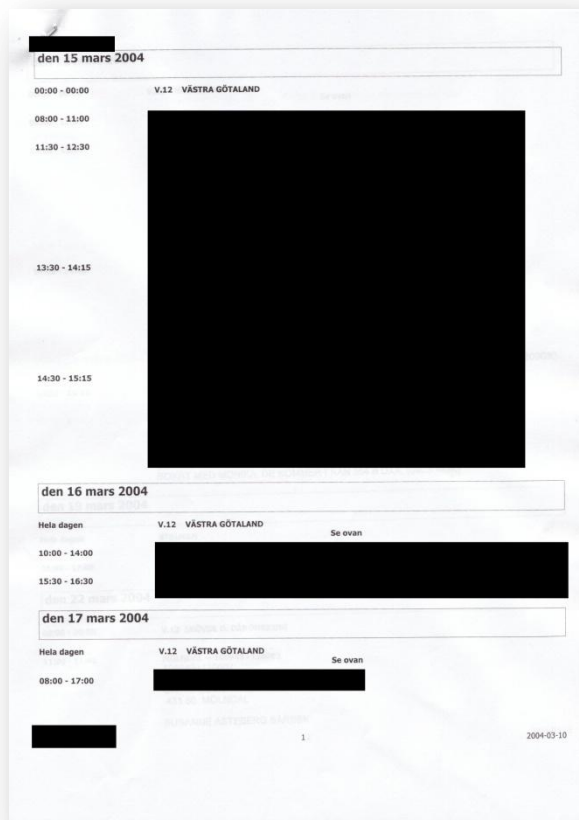 den 15 mars 2004
00:00 - 00:00 V.12 VÄSTRA GÖTALAND
08:00 - 11:00
11:30 - 12:30
13:30 - 14:15
14:30 - 15:15
den 16 mars 2004
Hela dagen V.12 VÄSTRA GÖTALAND
Se ovan
10:00 - 14:00
15:30 - 16:30
den 17 mars 2004
Hela dagen V.12 VÄSTRA GÖTALAND
Se ovan
08:00 - 17:00
1 2004-03-10